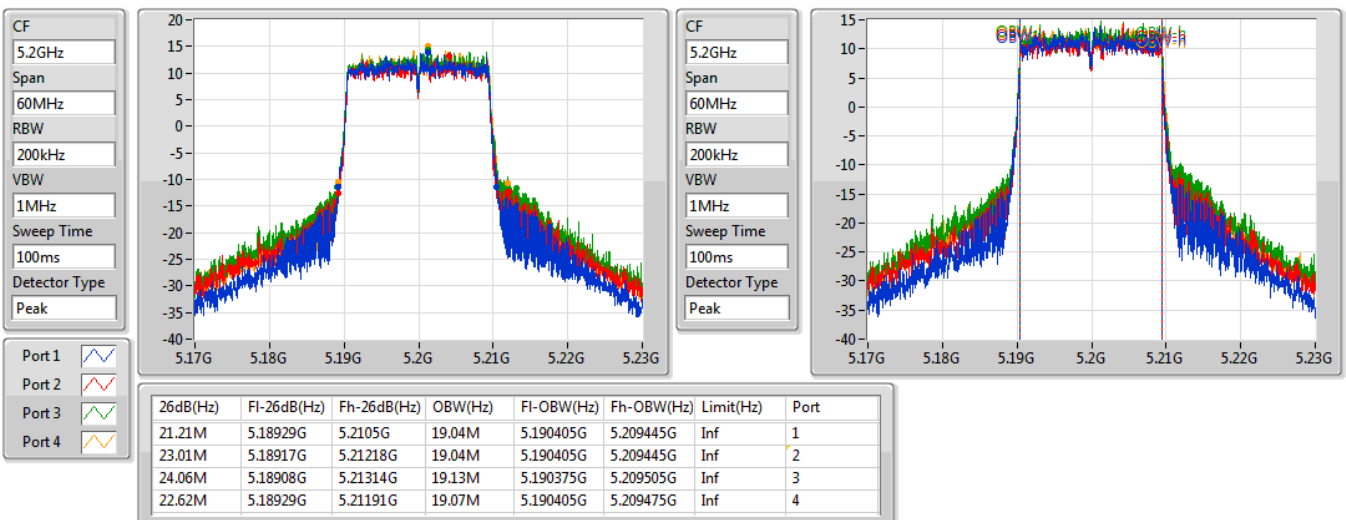 CF
5.2GHz
Span
60MHz
RBW
200kHz
VBW
1MHz
Sweep Time
100ms
Detector Type
Peak
20
15
10
5
0
-5
-10
-15
-20
-25
-30
-35
-40
5.17G 5.18G 5.19G 5.2G 5.21G 5.22G 5.23G
CF
5.2GHz
Span
60MHz
RBW
200kHz
VBW
1MHz
Sweep Time
100ms
Detector Type
Peak
15
10
5
0
-5
-10
-15
-20
-25
-30
-35
-40
5.17G 5.18G 5.19G 5.2G 5.21G 5.22G 5.23G
Port 1
Port 2
Port 3
Port 4
26dB(Hz) Fl-26dB(Hz) Fh-26dB(Hz) OBW(Hz) Fl-OBW(Hz) Fh-OBW(Hz) Limit(Hz) Port
21.21M 5.18929G 5.2105G 19.04M 5.190405G 5.209445G Inf 1
23.01M 5.18917G 5.21218G 19.04M 5.190405G 5.209445G Inf 2
24.06M 5.18908G 5.21314G 19.13M 5.190375G 5.209505G Inf 3
22.62M 5.18929G 5.21191G 19.07M 5.190405G 5.209475G Inf 4